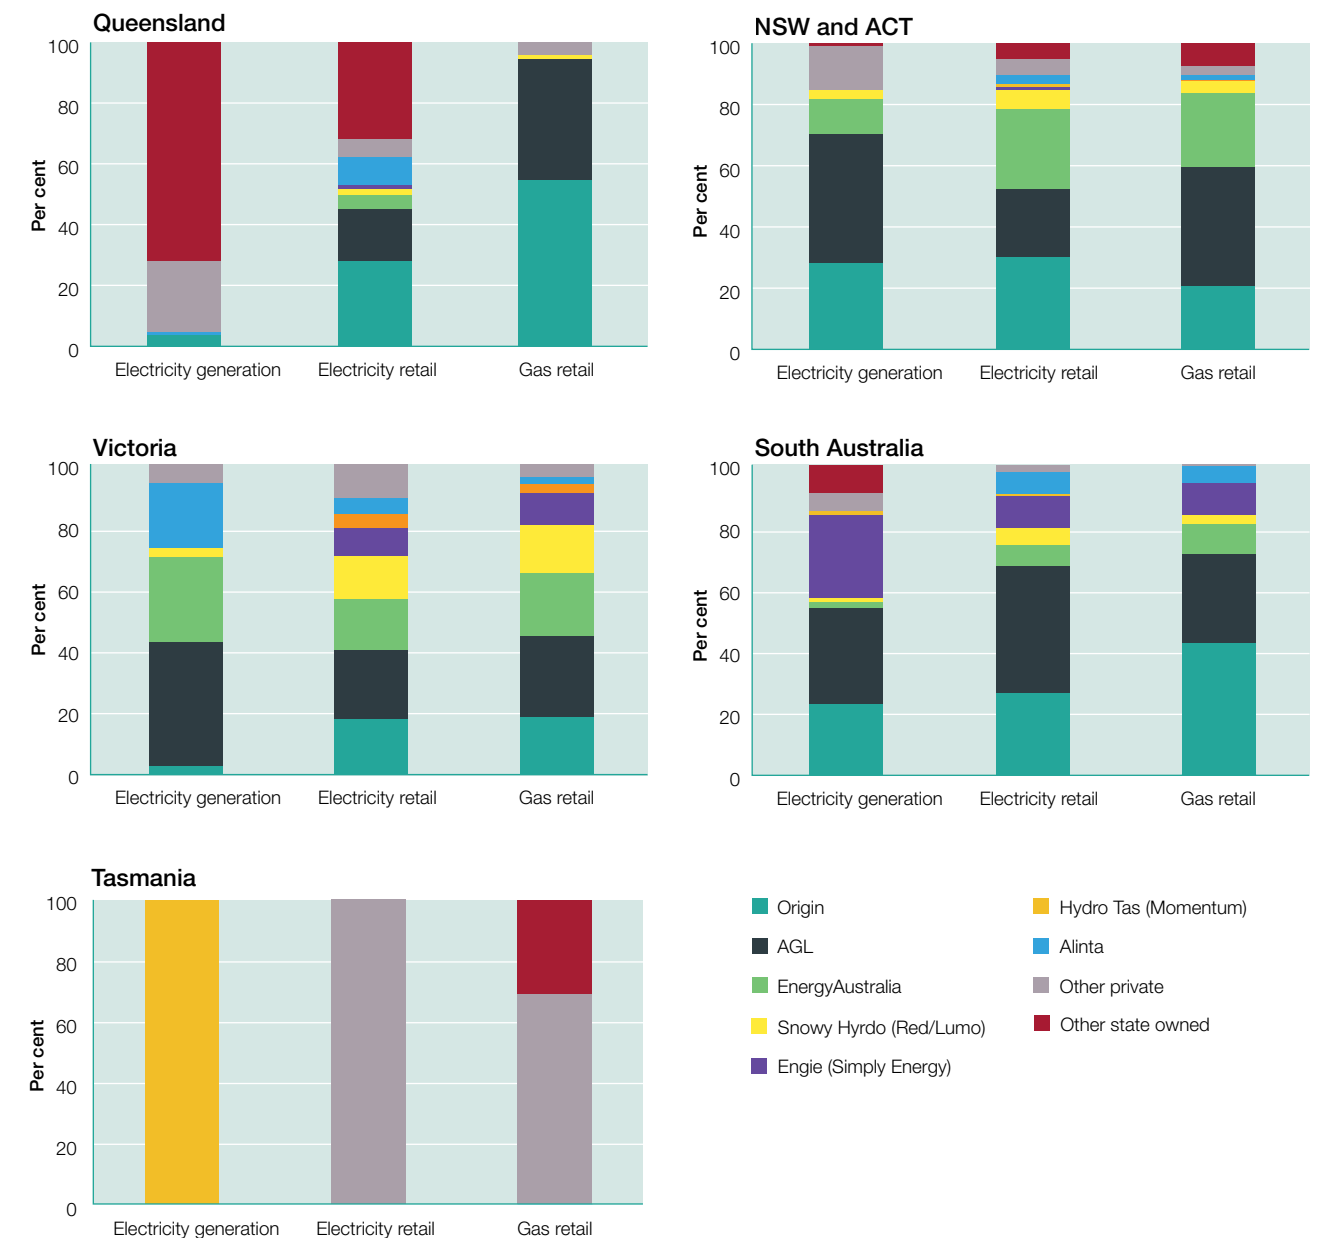 Queensland
100
80
60
40
20
0
Per cent
Electricity generation Electricity retail Gas retail
NSW and ACT
100
80
60
40
20
0
Per cent
Electricity generation Electricity retail Gas retail
Victoria
100
80
60
40
20
0
Per cent
Electricity generation Electricity retail Gas retail
South Australia
100
80
60
40
20
0
Per cent
Electricity generation Electricity retail Gas retail
Tasmania
100
80
60
40
20
0
Per cent
Electricity generation Electricity retail Gas retail
Origin
AGL
EnergyAustralia
Snowy Hyrdo (Red/Lumo)
Engie (Simply Energy)
Hydro Tas (Momentum)
Alinta
Other private
Other state owned